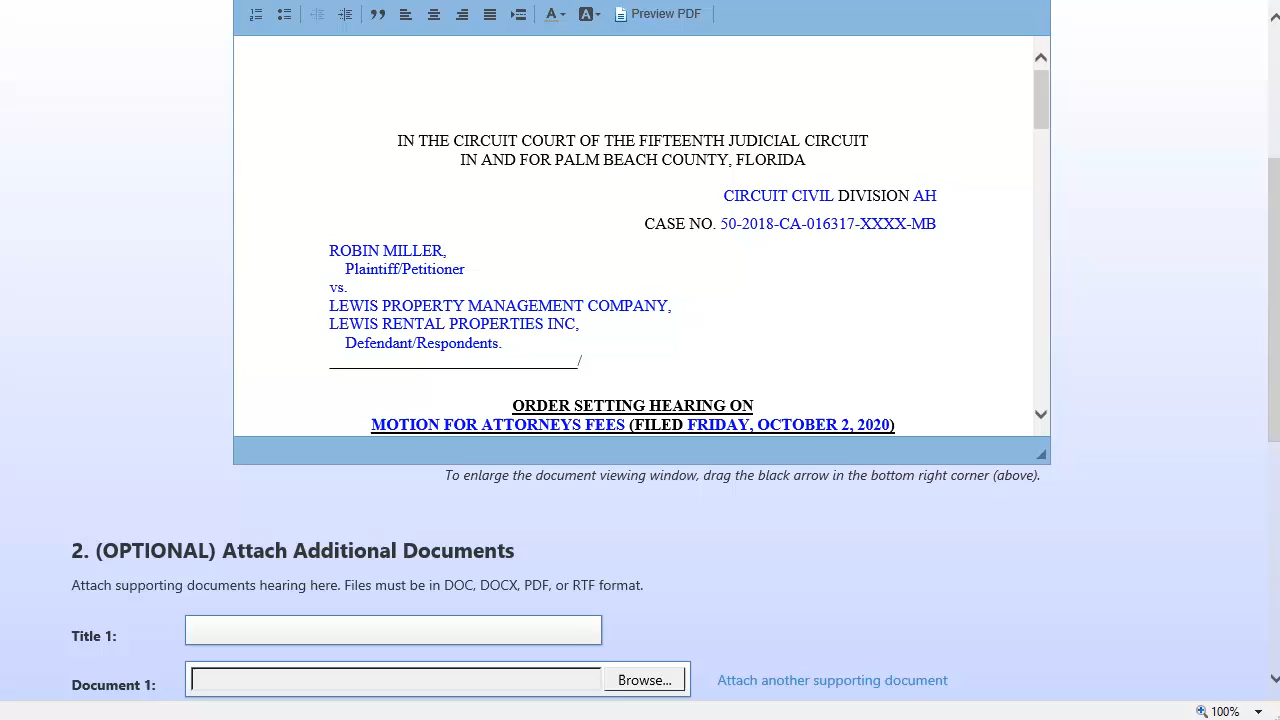 Preview PDF
IN THE CIRCUIT COURT OF THE FIFTEENTH JUDICIAL CIRCUIT
IN AND FOR PALM BEACH COUNTY, FLORIDA
CIRCUIT CIVIL DIVISION AH
CASE NO. 50-2018-CA-016317-XXXX-MB
ROBIN MILLER,
Plaintiff/Petitioner
vs.
LEWIS PROPERTY MANAGEMENT COMPANY,
LEWIS RENTAL PROPERTIES INC,
Defendant/Respondents.
______________________________/
ORDER SETTING HEARING ON
MOTION FOR ATTORNEYS FEES (FILED FRIDAY, OCTOBER 2, 2020)
To enlarge the document viewing window, drag the black arrow in the bottom right corner (above).
2. (OPTIONAL) Attach Additional Documents
Attach supporting documents hearing here. Files must be in DOC, DOCX, PDF, or RTF format.
Title 1:
Document 1: Browse... Attach another supporting document
100%